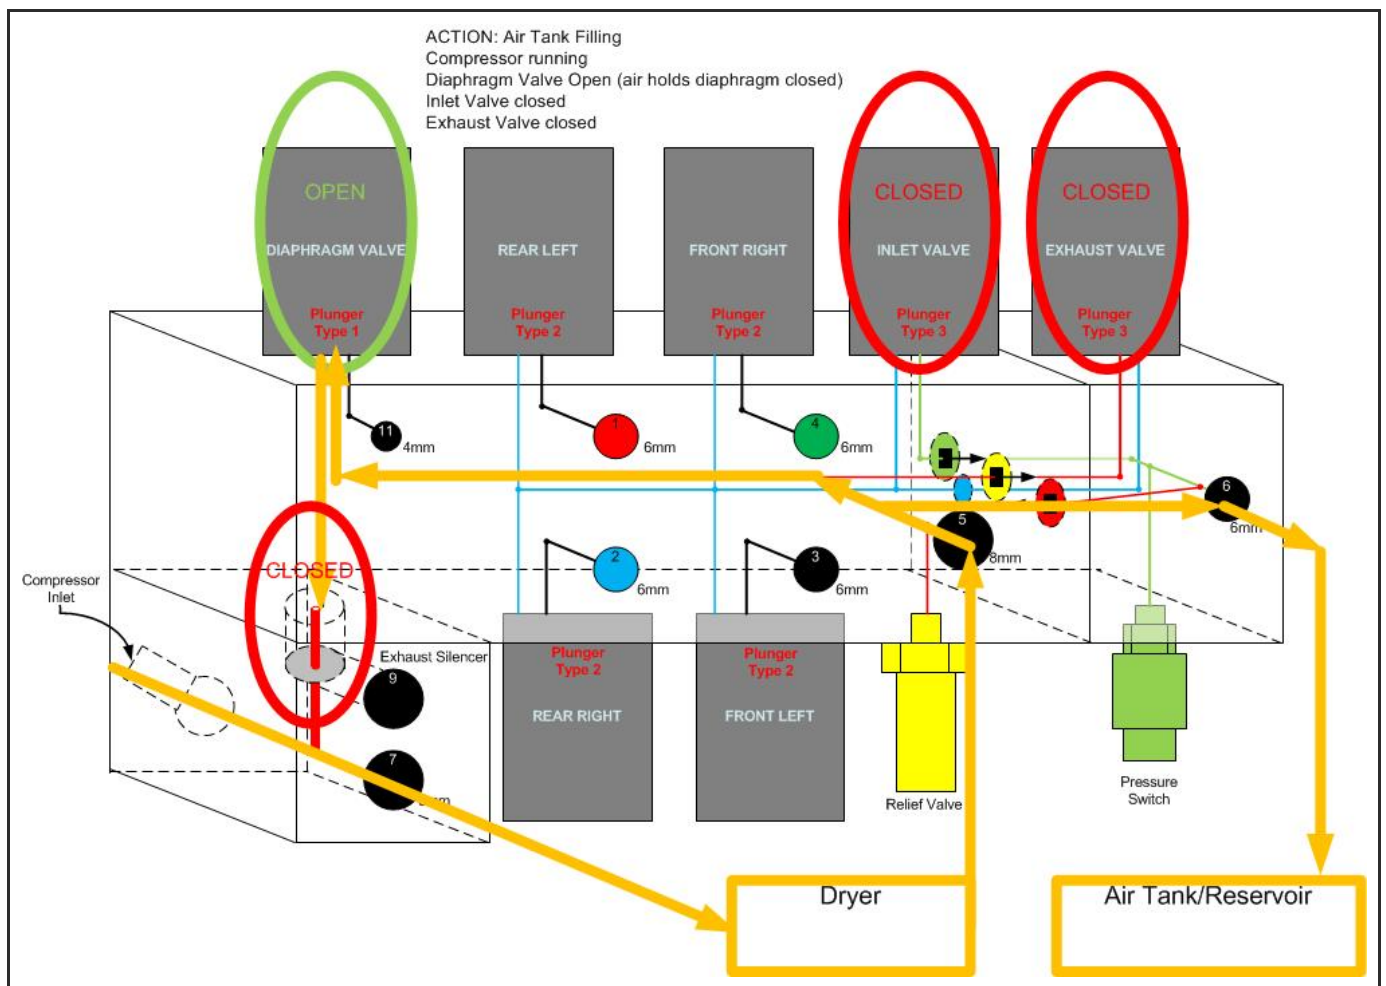 ACTION: Air Tank Filling
Compressor running
Diaphragm Valve Open (air holds diaphragm closed)
Inlet Valve closed
Exhaust Valve closed
OPEN
DIAPHRAGM VALVE
Plunger
Type 1
REAR LEFT
Plunger
Type 2
FRONT RIGHT
Plunger
Type 2
CLOSED
INLET VALVE
Plunger
Type 3
CLOSED
EXHAUST VALVE
Plunger
Type 3
11
4mm
1
6mm
4
6mm
6
6mm
5
8mm
2
6mm
3
6mm
CLOSED
Compressor
Inlet
Exhaust Silencer
9
7
Plunger
Type 2
REAR RIGHT
Plunger
Type 2
FRONT LEFT
Relief Valve
Pressure
Switch
Dryer
Air Tank/Reservoir